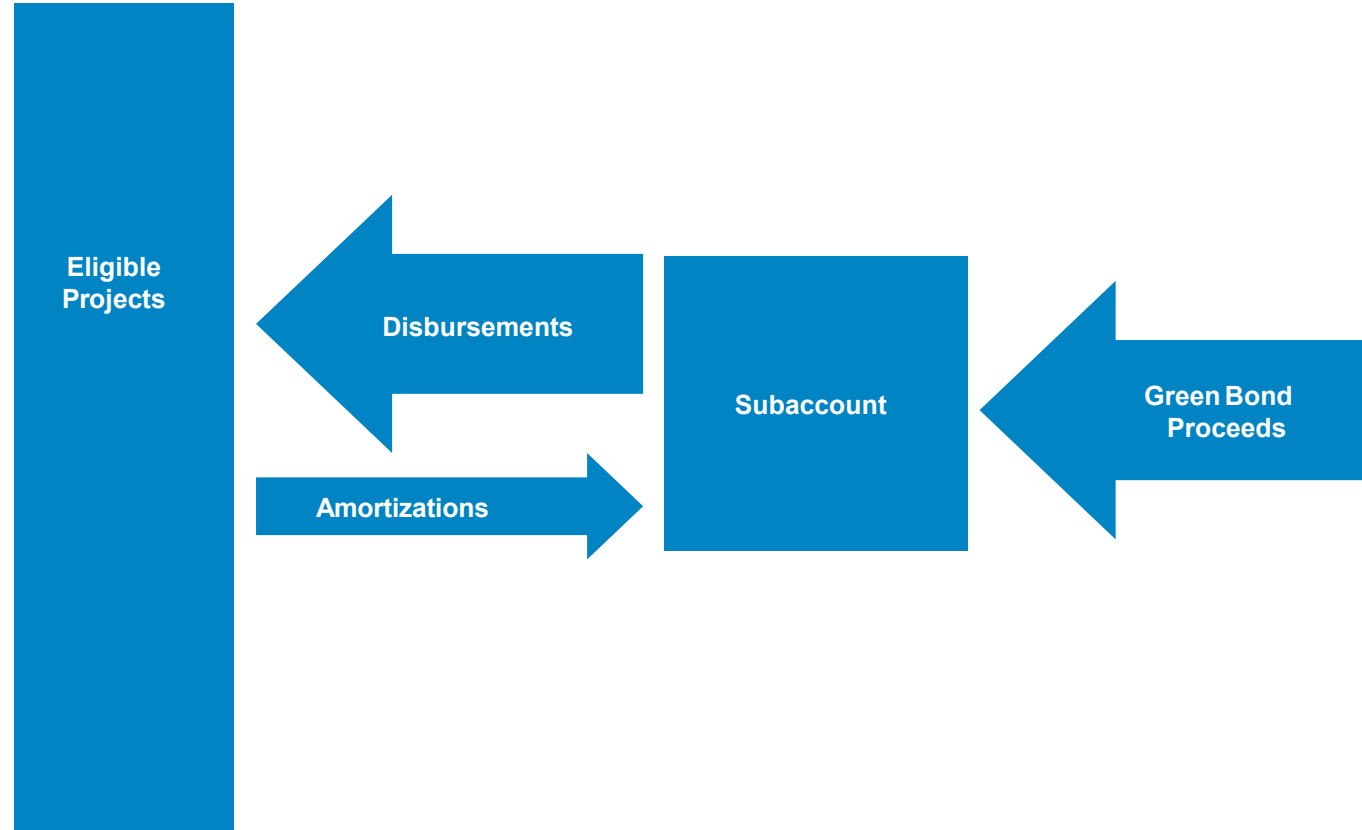 Eligible
Projects
Disbursements
Amortizations
Subaccount
Green Bond
Proceeds